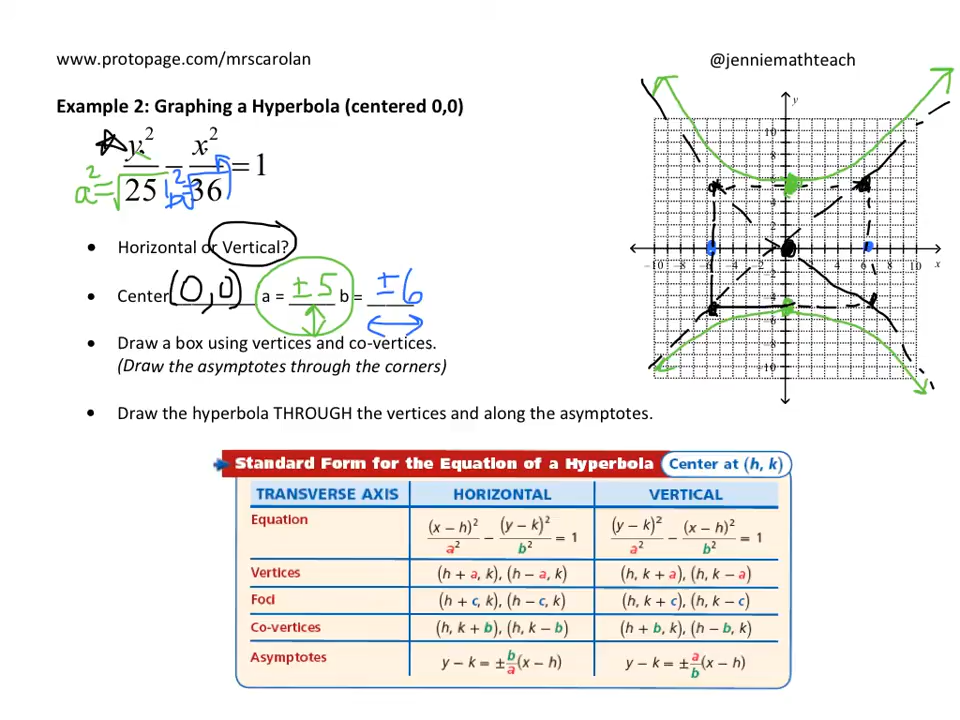 www.protopage.com/mrscarolan @jenniemathteach
Example 2: Graphing a Hyperbola (centered 0,0)
y² / 25 − x² / 36 = 1
a² = √ b² = √
• Horizontal or Vertical?
• Center (0,0) a = ±5 b = ±6
• Draw a box using vertices and co-vertices.
(Draw the asymptotes through the corners)
• Draw the hyperbola THROUGH the vertices and along the asymptotes.
y
10
8
6
4
2
−10 −8 −6 −4 −2 2 4 6 8 10 x
−4
−6
−8
10
Standard Form for the Equation of a Hyperbola Center at (h, k)
TRANSVERSE AXIS HORIZONTAL VERTICAL
Equation (x − h)² / a² − (y − k)² / b² = 1 (y − k)² / a² − (x − h)² / b² = 1
Vertices (h + a, k), (h − a, k) (h, k + a), (h, k − a)
Foci (h + c, k), (h − c, k) (h, k + c), (h, k − c)
Co-vertices (h, k + b), (h, k − b) (h + b, k), (h − b, k)
Asymptotes y − k = ± b/a (x − h) y − k = ± a/b (x − h)